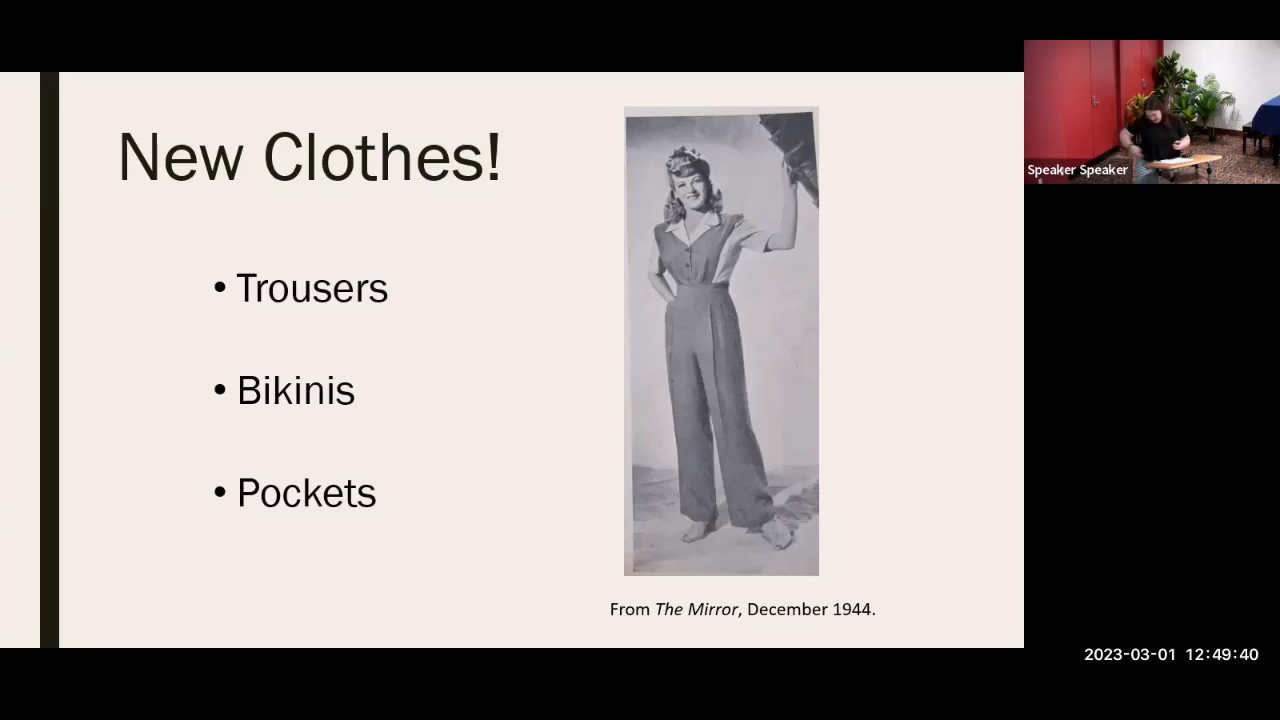 New Clothes!
• Trousers
• Bikinis
• Pockets
From The Mirror, December 1944.
Speaker Speaker
2023-03-01 12:49:40